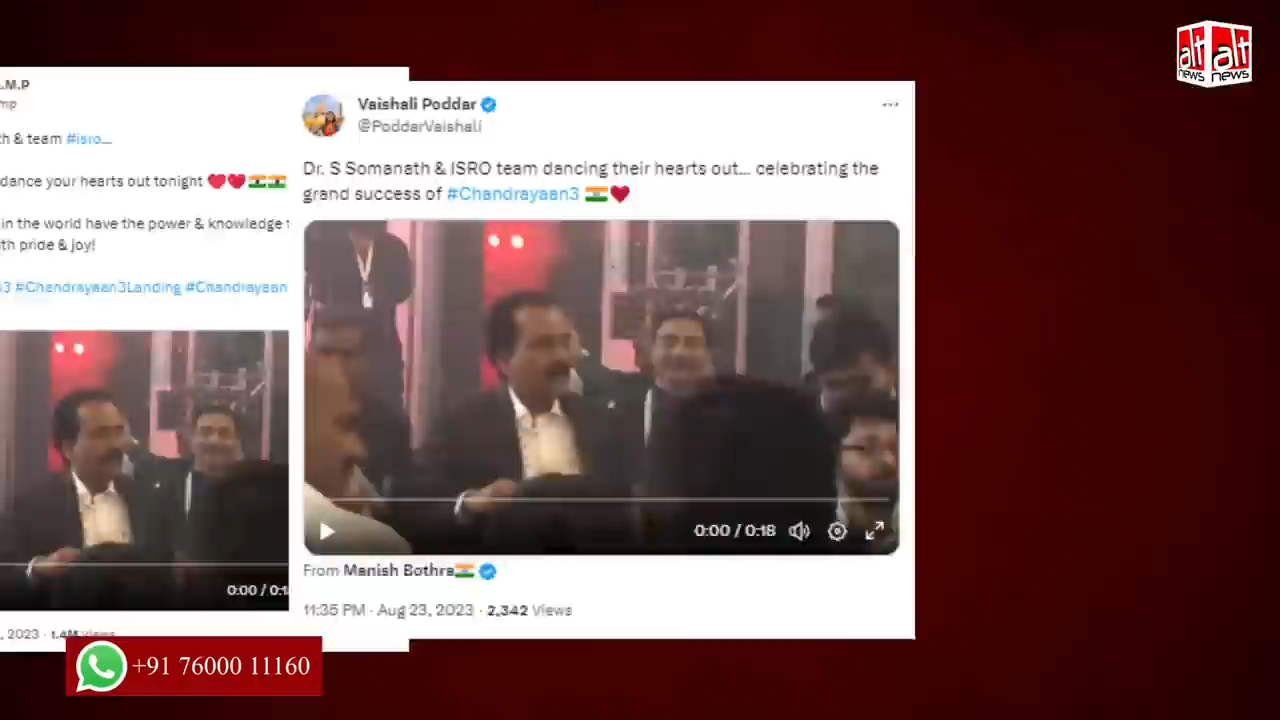 .M.P
mp
th & team #isro...
dance your hearts out tonight
in the world have the power & knowledge
th pride & joy!
3 #Chandrayaan3Landing #Chandrayaan
0:00 / 0:1
, 2023 · 1.4M Views
Vaishali Poddar
@PoddarVaishali
Dr. S Somanath & ISRO team dancing their hearts out... celebrating the
grand success of #Chandrayaan3
0:00 / 0:18
From Manish Bothra
11:35 PM · Aug 23, 2023 · 2,342 Views
alt news alt news
+91 76000 11160